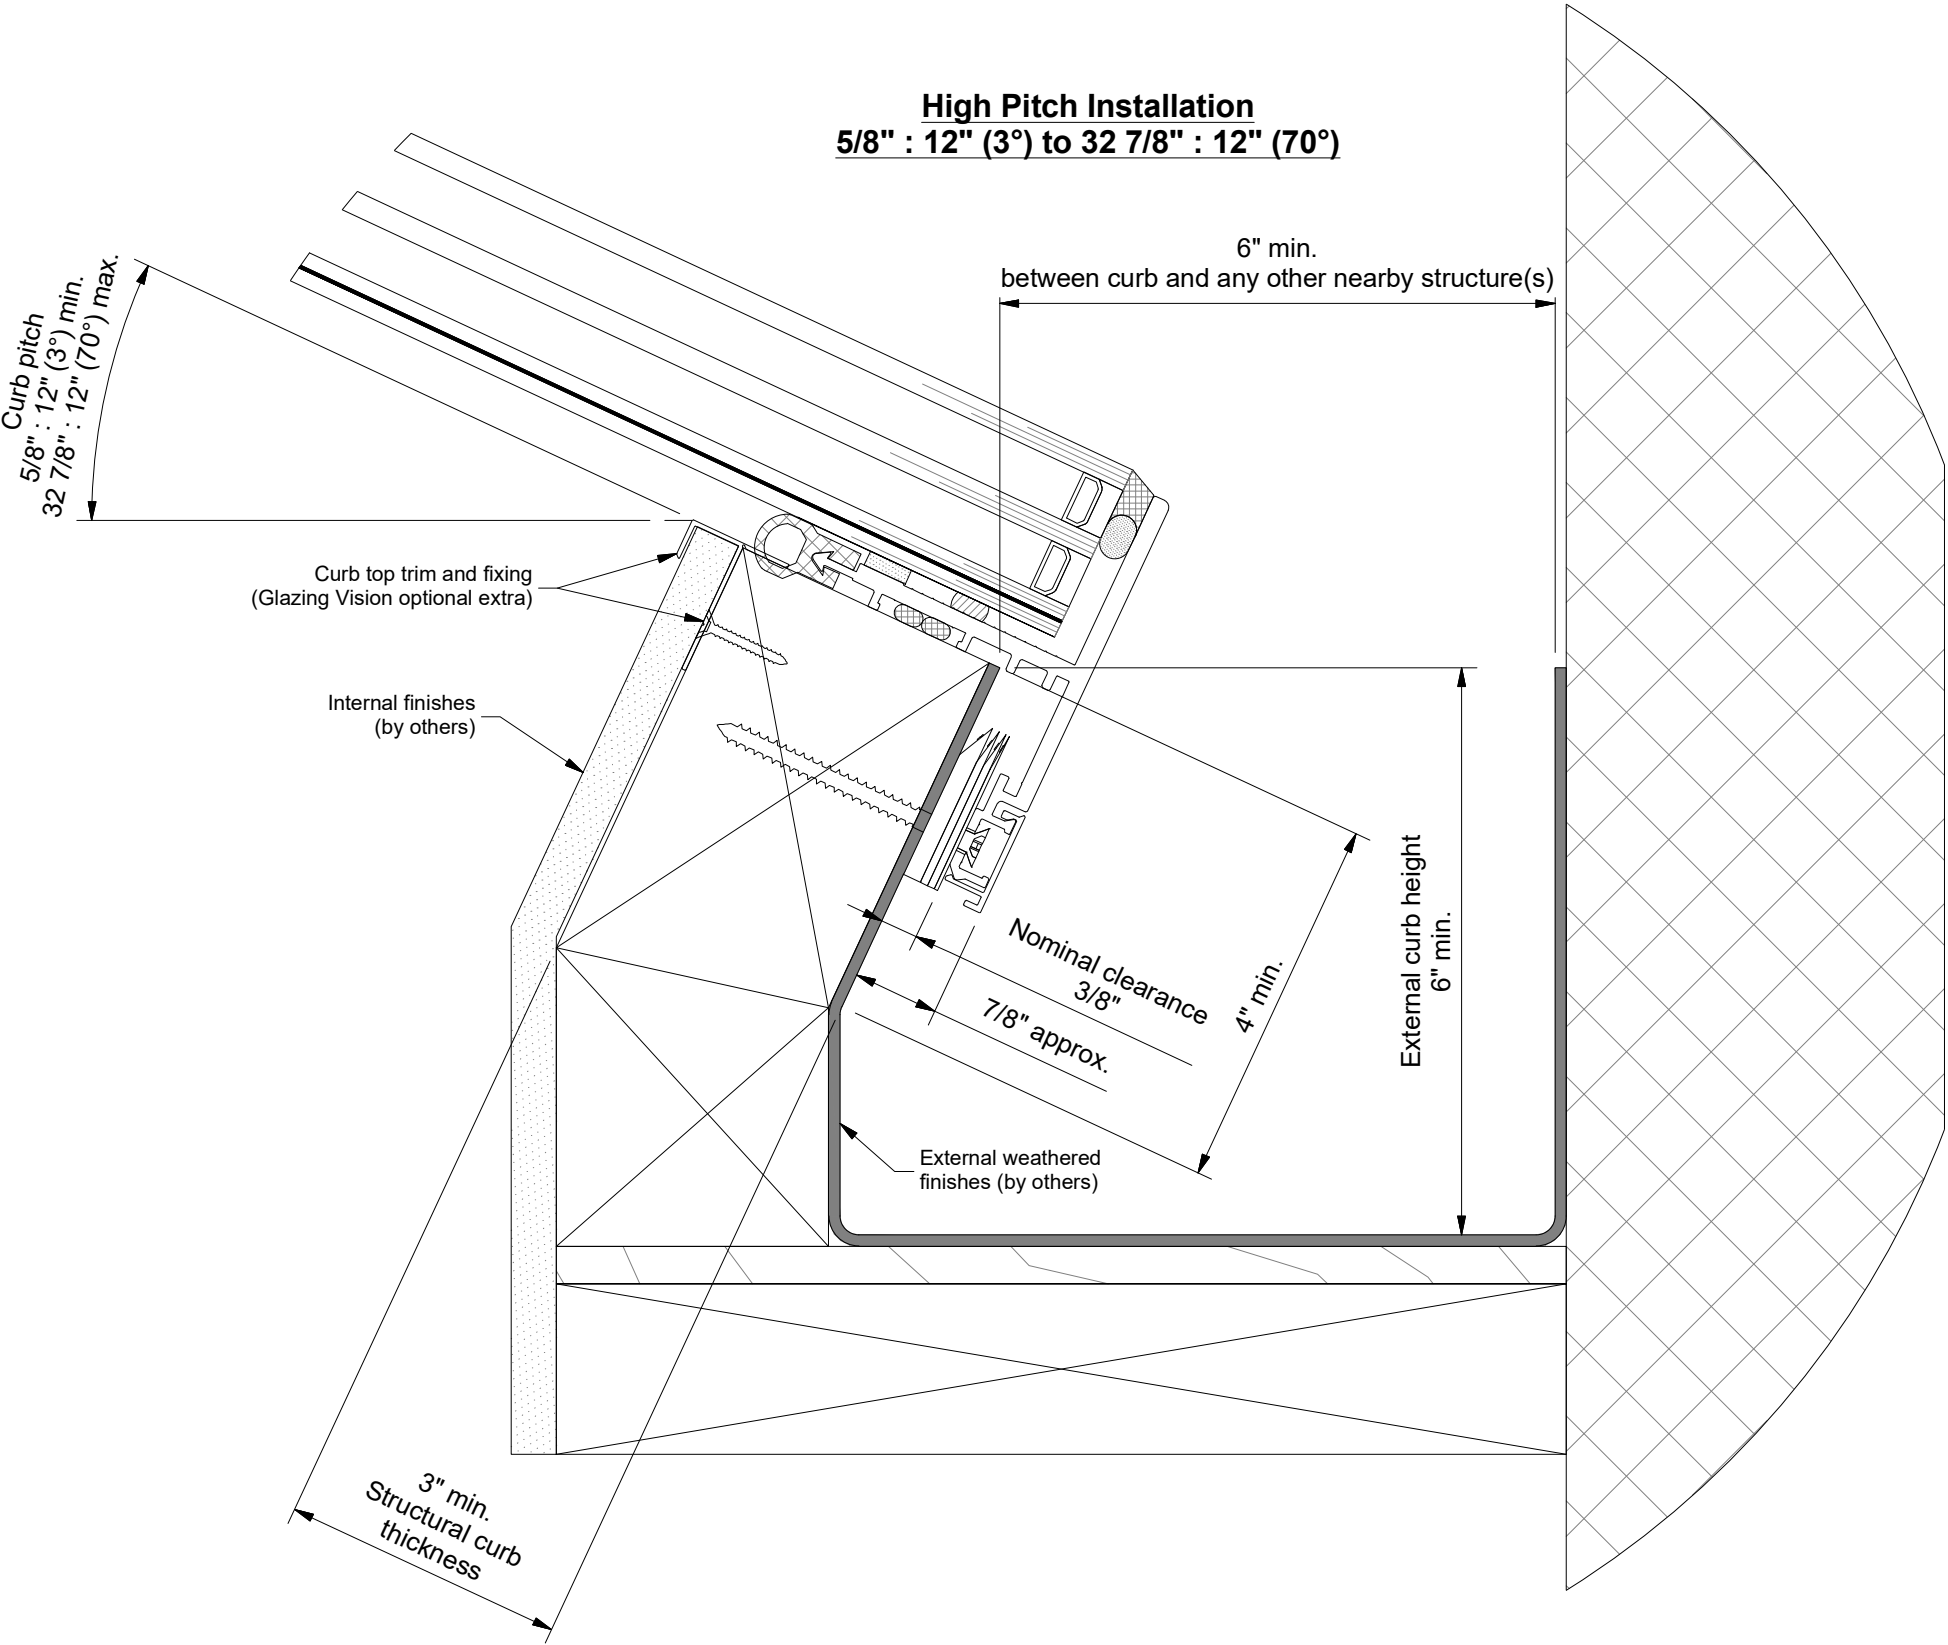 High Pitch Installation
5/8" : 12" (3°) to 32 7/8" : 12" (70°)
6" min.
between curb and any other nearby structure(s)
Curb pitch
5/8" : 12" (3°) min.
32 7/8" : 12" (70°) max.
Curb top trim and fixing
(Glazing Vision optional extra)
Internal finishes
(by others)
External curb height
6" min.
Nominal clearance
3/8"
7/8" approx.
4" min.
External weathered
finishes (by others)
3" min.
Structural curb
thickness